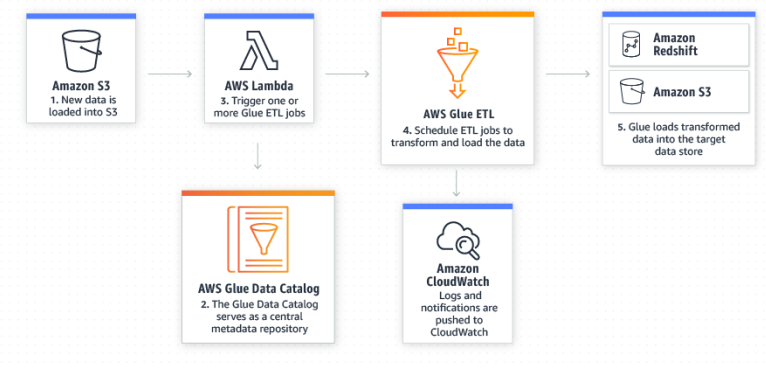 Amazon S3
1. New data is
loaded into S3
AWS Lambda
3. Trigger one or
more Glue ETL jobs
AWS Glue ETL
4. Schedule ETL jobs to
transform and load the data
Amazon
Redshift
Amazon S3
5. Glue loads transformed
data into the target
data store
AWS Glue Data Catalog
2. The Glue Data Catalog
serves as a central
metadata repository
Amazon
CloudWatch
Logs and
notifications are
pushed to
CloudWatch